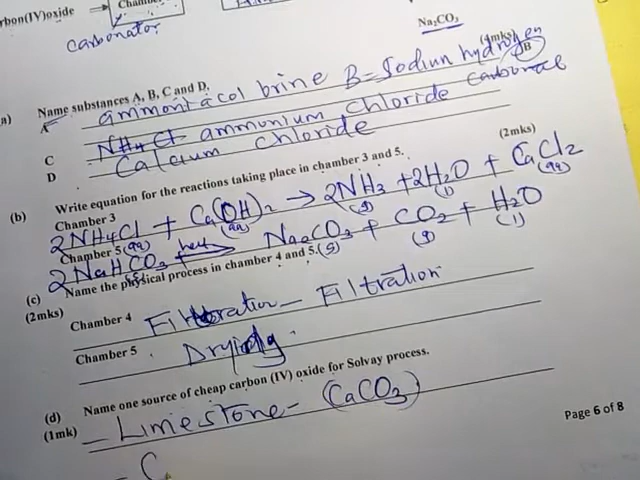 rbon(IV)oxide
Chamb
carbonator
Na₂CO₃
(4mks)
a) Name substances A, B, C and D.
A ammoniacal brine B = Sodium hydrogen B
carbonate
C NH₄Cl ammonium chloride
D Calcium chloride
(b) Write equation for the reactions taking place in chamber 3 and 5. (2mks)
Chamber 3
2NH₄Cl(aq) + Ca(OH)₂(aq) → 2NH₃(g) + 2H₂O(l) + CaCl₂(aq)
Chamber 5
2NaHCO₃(s) heat → Na₂CO₃(s) + CO₂(g) + H₂O(l)
(c) Name the physical process in chamber 4 and 5.
(2mks)
Chamber 4 Filtoration – Filtration
Chamber 5 Drying.
(d) Name one source of cheap carbon (IV) oxide for Solvay process.
(1mk) – Limestone – (CaCO₃)
– C
Page 6 of 8